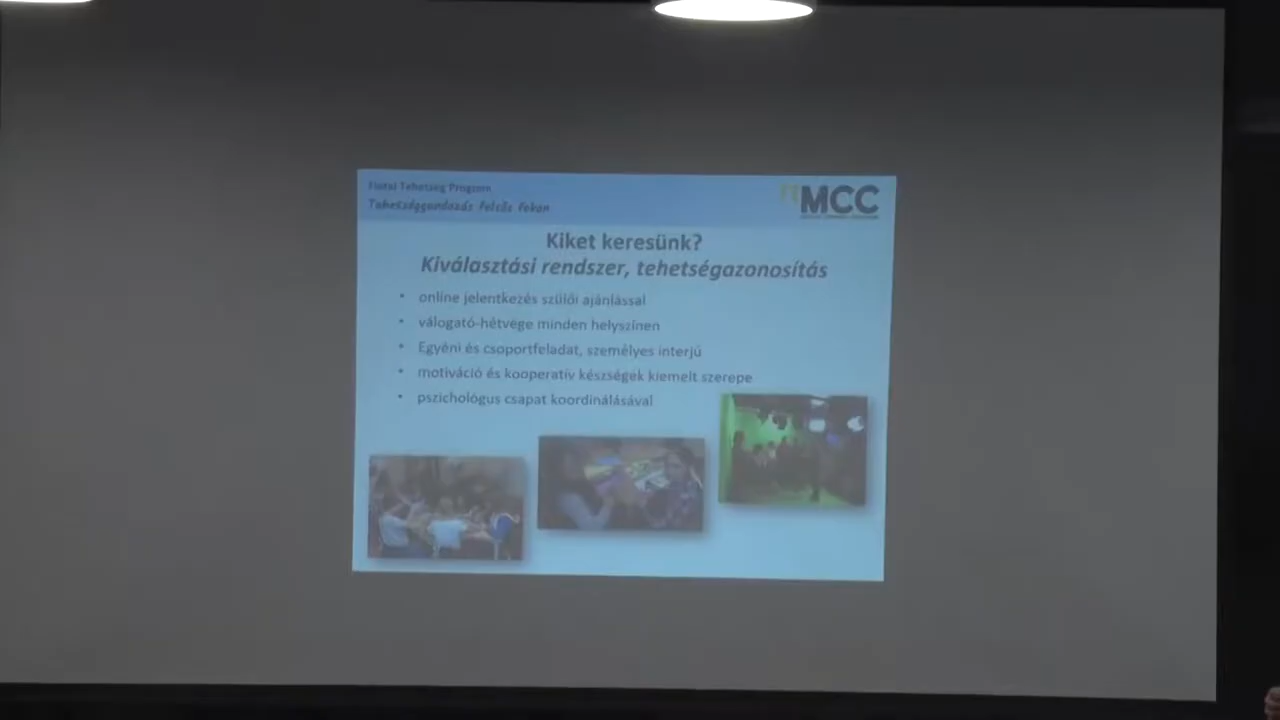 Fiatal Tehetség Program
Tehetséggondozás felsős fokon
MCC
Kiket keresünk?
Kiválasztási rendszer, tehetségazonosítás
• online jelentkezés szülői ajánlással
• válogató-hétvége minden helyszínen
• Egyéni és csoportfeladat, személyes interjú
• motiváció és kooperatív készségek kiemelt szerepe
• pszichológus csapat koordinálásával